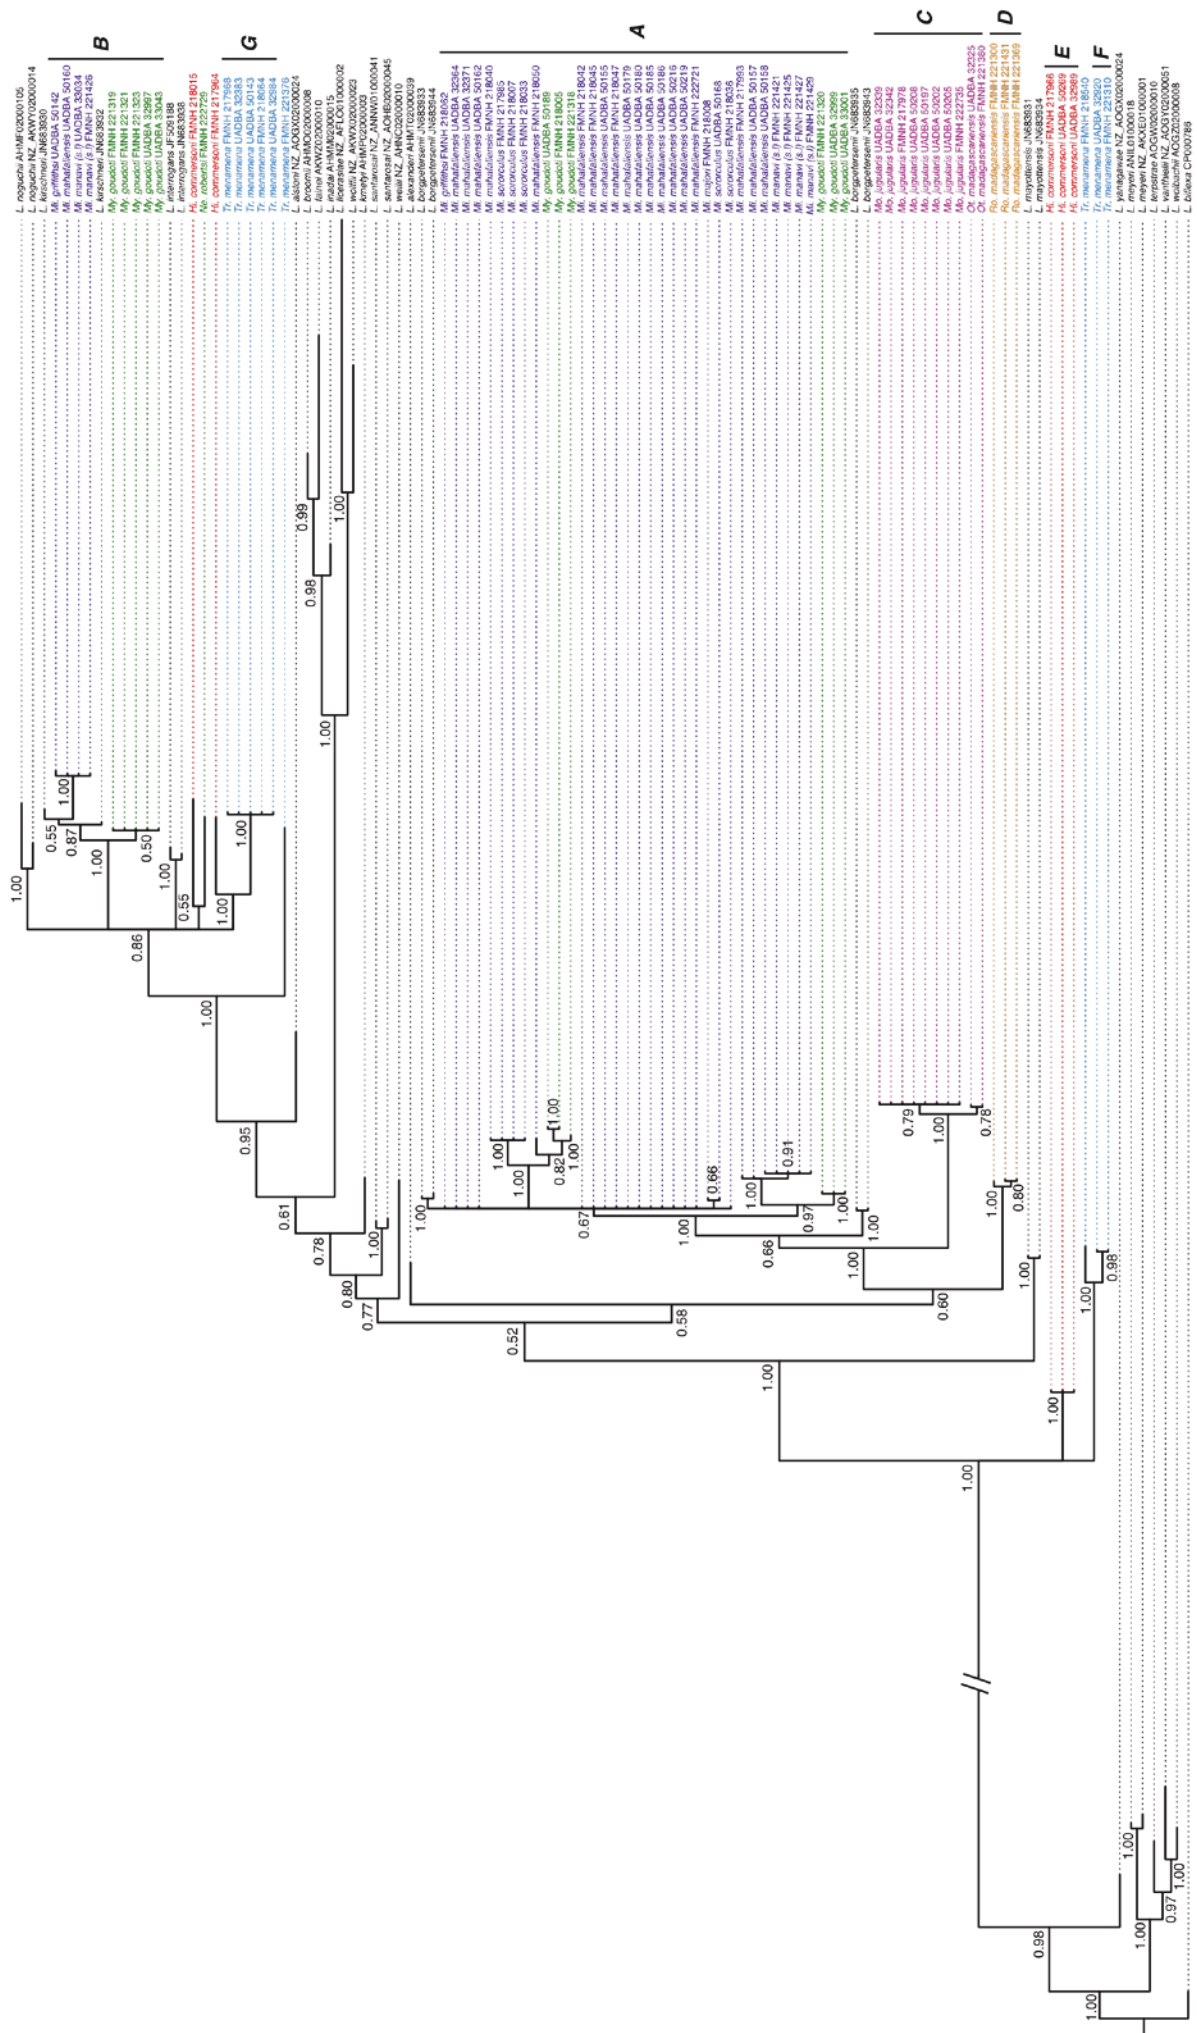 L. noguchii AHMF02000105
L. noguchii NZ_AKWY02000014
L. kirschneri JN683930
Mi. griffithsi UADBA 50142
Mi. mahafaliensis UADBA 50160
Mi. manavi (s.l) UADBA 33034
Mi. manavi (s.l) FMNH 221426
L. kirschneri JN683932
My. goudoti FMNH 221319
My. goudoti FMNH 221321
My. goudoti FMNH 221323
My. goudoti UADBA 32997
My. goudoti UADBA 33043
L. interrogans JF509188
L. interrogans JN683908
Hi. commersoni FMNH 218015
Ne. robertsi FMNH 222729
Hi. commersoni FMNH 217964
Tr. menamena FMNH 217968
Tr. menamena UADBA 32383
Tr. menamena UADBA 50143
Tr. menamena FMNH 218064
Tr. menamena UADBA 32984
Tr. menamena FMNH 221376
L. alstonii NZ_AOGX02000024
L. broomii AHMO02000008
L. fainei AKWZ02000010
L. inadai AHMM02000015
L. licerasiae NZ_AFLO01000002
L. wolffii NZ_AKWX02000023
L. kmetyi AHMP02000003
L. santarosai NZ_ANNW01000041
L. santarosai NZ_AOHB02000045
L. weilii NZ_AHNC02000010
L. alexanderi AHMT02000039
L. borgpetersenii JN683933
L. borgpetersenii JN683944
Mi. griffithsi FMNH 218062
Mi. mahafaliensis UADBA 32364
Mi. mahafaliensis UADBA 32371
Mi. mahafaliensis UADBA 50162
Mi. mahafaliensis FMNH 218040
Mi. mahafaliensis FMNH 217985
Mi. sororculus FMNH 218007
Mi. sororculus FMNH 218033
Mi. mahafaliensis FMNH 218050
My. goudoti UADBA 50189
My. goudoti FMNH 218005
My. goudoti FMNH 221318
Mi. mahafaliensis FMNH 218042
Mi. mahafaliensis FMNH 218045
Mi. mahafaliensis UADBA 50155
Mi. mahafaliensis FMNH 218047
Mi. mahafaliensis UADBA 50179
Mi. mahafaliensis UADBA 50180
Mi. mahafaliensis UADBA 50185
Mi. mahafaliensis UADBA 50186
Mi. mahafaliensis UADBA 50216
Mi. mahafaliensis UADBA 50219
Mi. mahafaliensis FMNH 222721
Mi. majori FMNH 218008
Mi. sororculus UADBA 50168
Mi. sororculus FMNH 218036
Mi. mahafaliensis FMNH 217993
Mi. mahafaliensis UADBA 50157
Mi. mahafaliensis UADBA 50158
Mi. manavi (s.l) FMNH 221421
Mi. manavi (s.l) FMNH 221425
Mi. manavi (s.l) FMNH 221427
Mi. manavi (s.l) FMNH 221429
My. goudoti FMNH 221320
My. goudoti UADBA 32999
My. goudoti UADBA 33001
L. borgpetersenii JN683935
L. borgpetersenii JN683943
Mo. jugularis UADBA 32339
Mo. jugularis UADBA 32342
Mo. jugularis FMNH 217978
Mo. jugularis UADBA 50208
Mo. jugularis UADBA 50197
Mo. jugularis UADBA 50202
Mo. jugularis UADBA 50205
Mo. jugularis FMNH 222735
Ot. madagascariensis UADBA 32325
Ot. madagascariensis FMNH 221380
Ro. madagascariensis FMNH 221300
Ro. madagascariensis FMNH 221431
Ro. madagascariensis FMNH 221369
L. mayottensis JN683931
L. mayottensis JN683934
Hi. commersoni FMNH 217966
Hi. commersoni UADBA 50269
Hi. commersoni UADBA 32989
Tr. menamena FMNH 218540
Tr. menamena UADBA 32920
Tr. menamena FMNH 221310
L. yanagawae NZ_AOGC02000024
L. meyeri ANIL01000018
L. meyeri NZ_AKXE01000001
L. terpstrae AOGW02000010
L. vanthielii NZ_AOGY02000051
L. weilbachii AOGZ02000008
L. biflexa CP000786
B
G
A
C
D
E
F
1.00
0.55
1.00
0.87
1.00
0.50
1.00
0.55
1.00
1.00
0.86
1.00
0.95
0.61
0.99
0.98
1.00
1.00
0.78
1.00
0.80
0.77
1.00
1.00
1.00
1.00
0.82
1.00
0.67
0.66
1.00
0.91
0.97
1.00
1.00
0.66
1.00
1.00
0.79
1.00
0.78
1.00
0.80
0.60
0.58
0.52
1.00
1.00
1.00
1.00
0.98
1.00
//
1.00
1.00
0.97
1.00
0.98
1.00